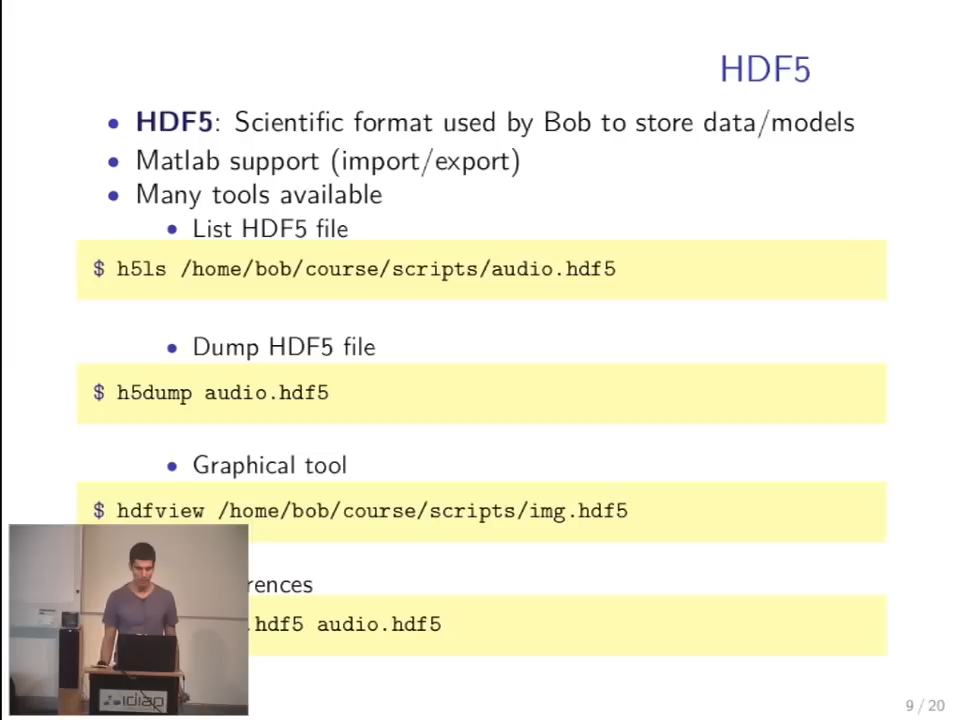 HDF5
• HDF5: Scientific format used by Bob to store data/models
• Matlab support (import/export)
• Many tools available
• List HDF5 file
$ h5ls /home/bob/course/scripts/audio.hdf5
• Dump HDF5 file
$ h5dump audio.hdf5
• Graphical tool
$ hdfview /home/bob/course/scripts/img.hdf5
rences
.hdf5 audio.hdf5
idiap
9 / 20